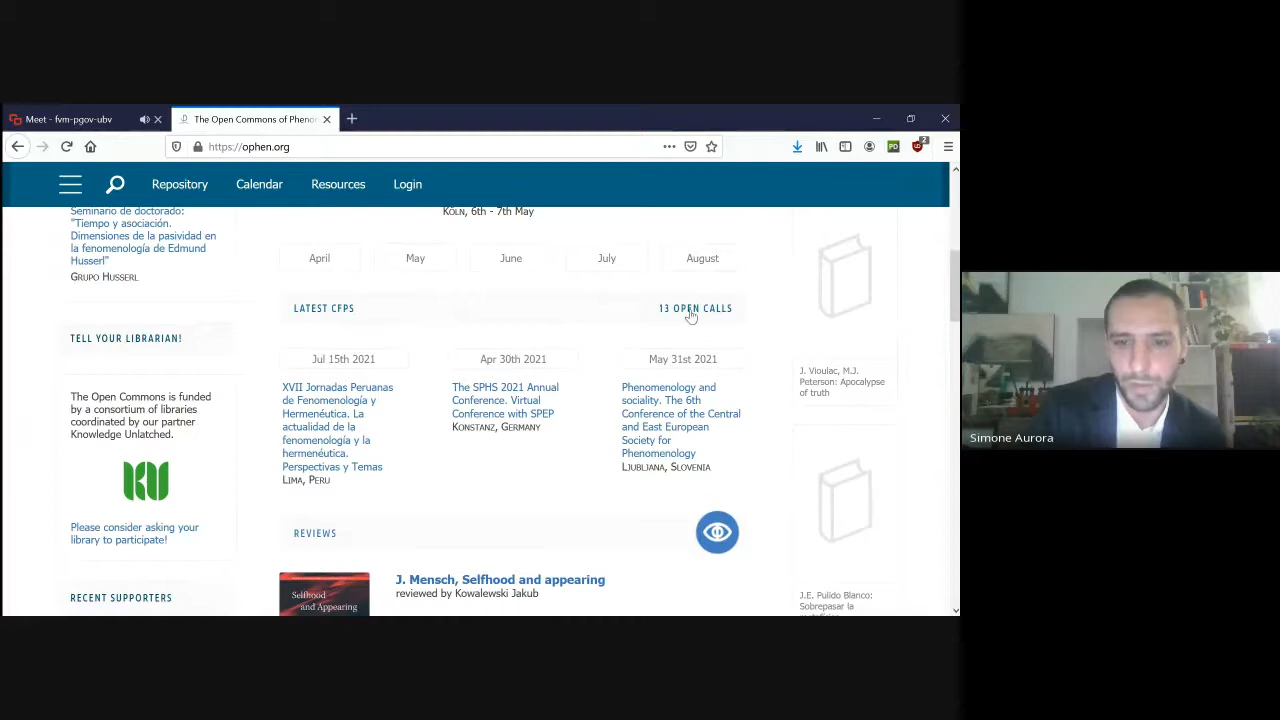 Meet - fvm-pgov-ubv
The Open Commons of Pheno
https://ophen.org
PD
2
Repository
Calendar
Resources
Login
Seminario de doctorado:
"Tiempo y asociación.
Dimensiones de la pasividad en
la fenomenología de Edmund
Husserl"
GRUPO HUSSERL
TELL YOUR LIBRARIAN!
The Open Commons is funded
by a consortium of libraries
coordinated by our partner
Knowledge Unlatched.
Please consider asking your
library to participate!
RECENT SUPPORTERS
KÖLN, 6th - 7th May
April
May
June
July
August
LATEST CFPS
13 OPEN CALLS
Jul 15th 2021
XVII Jornadas Peruanas
de Fenomenología y
Hermenéutica. La
actualidad de la
fenomenología y la
hermenéutica.
Perspectivas y Temas
LIMA, PERU
Apr 30th 2021
The SPHS 2021 Annual
Conference. Virtual
Conference with SPEP
KONSTANZ, GERMANY
May 31st 2021
Phenomenology and
sociality. The 6th
Conference of the Central
and East European
Society for
Phenomenology
LJUBLJANA, SLOVENIA
REVIEWS
Selfhood
and Appearing
J. Mensch, Selfhood and appearing
reviewed by Kowalewski Jakub
J. Vioulac, M.J.
Peterson: Apocalypse
of truth
J.E. Pulido Blanco:
Sobrepasar la
Simone Aurora